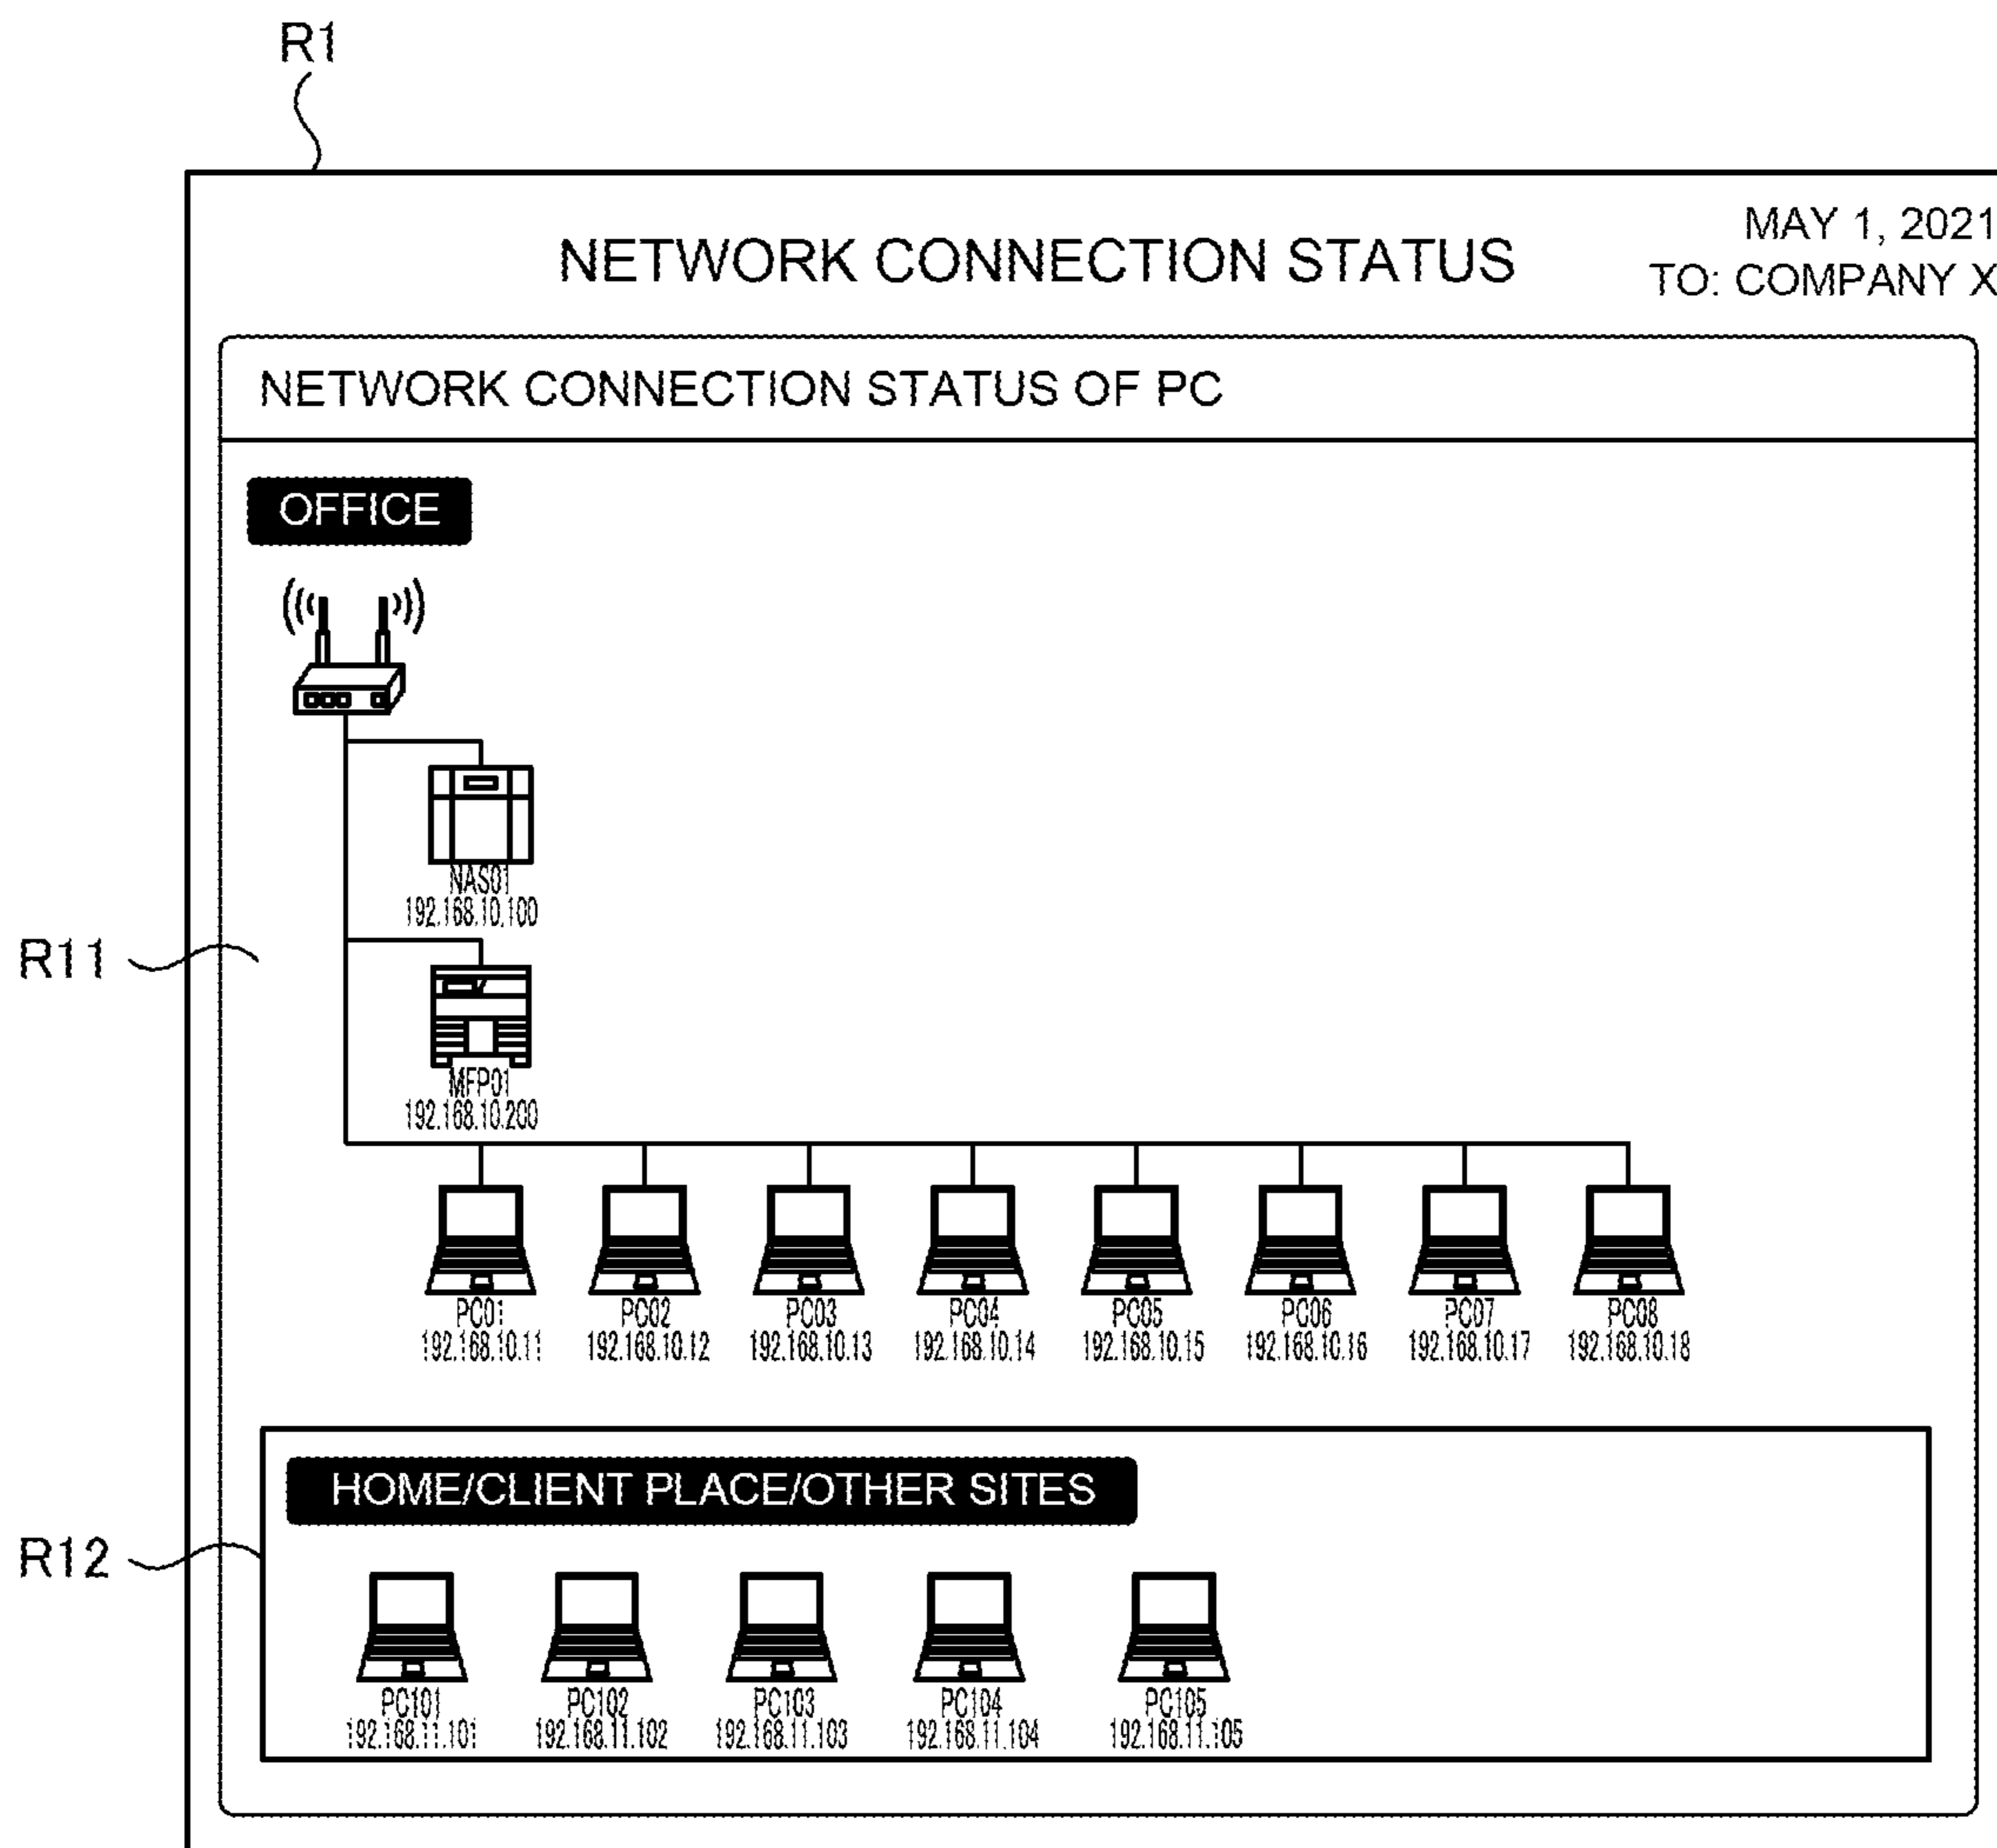 R1
MAY 1, 2021
NETWORK CONNECTION STATUS
TO: COMPANY X
NETWORK CONNECTION STATUS OF PC
OFFICE
NAS01
192.168.10.100
R11
MFP01
192.168.10.200
PC01 PC02 PC03 PC04 PC05 PC06 PC07 PC08
192.168.10.11 192.168.10.12 192.168.10.13 192.168.10.14 192.168.10.15 192.168.10.16 192.168.10.17 192.168.10.18
HOME/CLIENT PLACE/OTHER SITES
R12
PC101 PC102 PC103 PC104 PC105
192.168.11.101 192.168.11.102 192.168.11.103 192.168.11.104 192.168.11.105